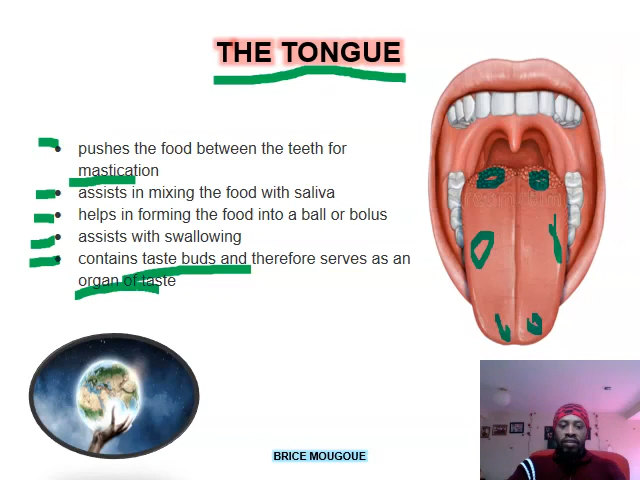 THE TONGUE
pushes the food between the teeth for
mastication
assists in mixing the food with saliva
helps in forming the food into a ball or bolus
assists with swallowing
contains taste buds and therefore serves as an
organ of taste
BRICE MOUGOUE